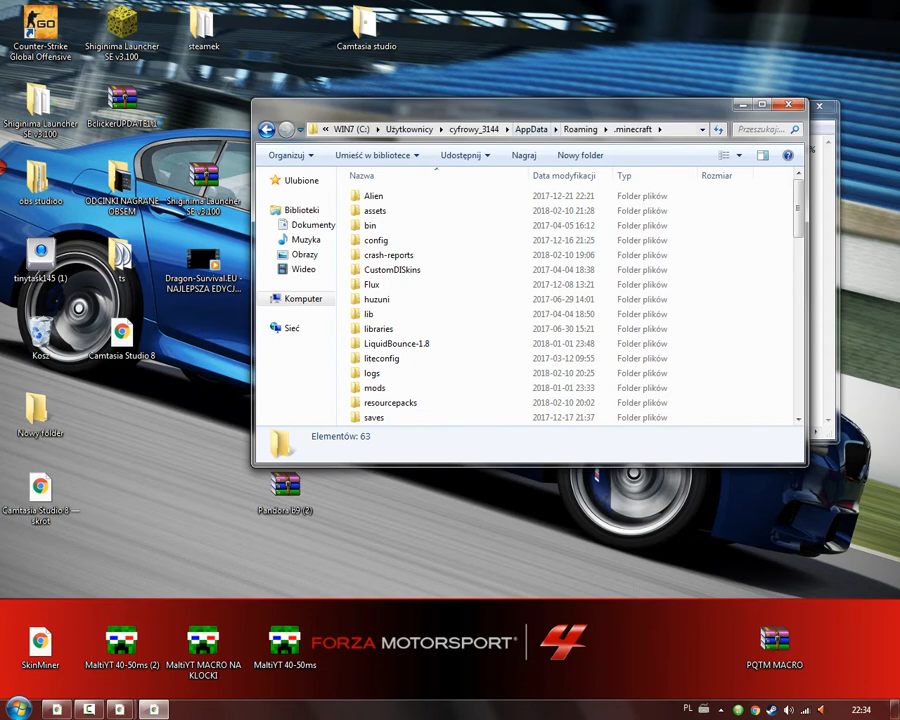 Counter-Strike
Global Offensive
Shiginima Launcher
SE v3.100
steamek
Camtasia studio
Shiginima Launcher
SE v3.100
BclickerUPDATE1.1
obs studioo
ODCINKI NAGRANE
OBSEM
Shiginima Launcher
SE v3.100
tinytask145 (1)
ts
Dragon-Survival.EU -
NAJLEPSZA EDYCJ...
Kosz
Camtasia Studio 8
Nowy folder
Camtasia Studio 8 —
skrót
Pandora b9 (2)
« WIN7 (C:) Użytkownicy cyfrowy_3144 AppData Roaming .minecraft
Przeszukaj:...
Organizuj Umieść w bibliotece Udostępnij Nagraj Nowy folder
Ulubione
Biblioteki
Dokumenty
Muzyka
Obrazy
Wideo
Komputer
Sieć
Nazwa Data modyfikacji Typ Rozmiar
Alien 2017-12-21 22:21 Folder plików
assets 2018-02-10 21:28 Folder plików
bin 2017-04-05 16:12 Folder plików
config 2017-12-16 21:25 Folder plików
crash-reports 2018-02-10 19:06 Folder plików
CustomDISkins 2017-04-04 18:38 Folder plików
Flux 2017-12-08 13:21 Folder plików
huzuni 2017-06-29 14:01 Folder plików
lib 2017-04-04 18:50 Folder plików
libraries 2017-06-30 15:21 Folder plików
LiquidBounce-1.8 2018-01-01 23:48 Folder plików
liteconfig 2017-03-12 09:55 Folder plików
logs 2018-02-10 20:25 Folder plików
mods 2018-01-01 23:33 Folder plików
resourcepacks 2018-02-10 20:02 Folder plików
saves 2017-12-17 21:37 Folder plików
Elementów: 63
%
SkinMiner
MaltiYT 40-50ms (2)
MaltiYT MACRO NA
KLOCKI
MaltiYT 40-50ms
FORZA MOTORSPORT 4
PQTM MACRO
PL
22:34